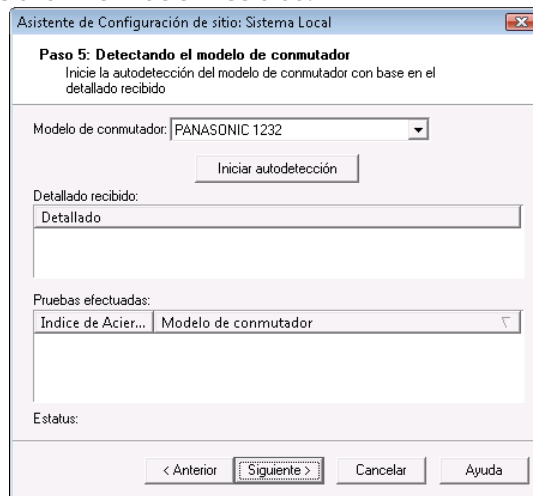 Asistente de Configuración de sitio: Sistema Local
Paso 5: Detectando el modelo de conmutador
Inicie la autodetección del modelo de conmutador con base en el
detallado recibido
Modelo de conmutador: PANASONIC 1232
Iniciar autodetección
Detallado recibido:
Detallado
Pruebas efectuadas:
Indice de Acier... Modelo de conmutador
Estatus:
< Anterior Siguiente > Cancelar Ayuda